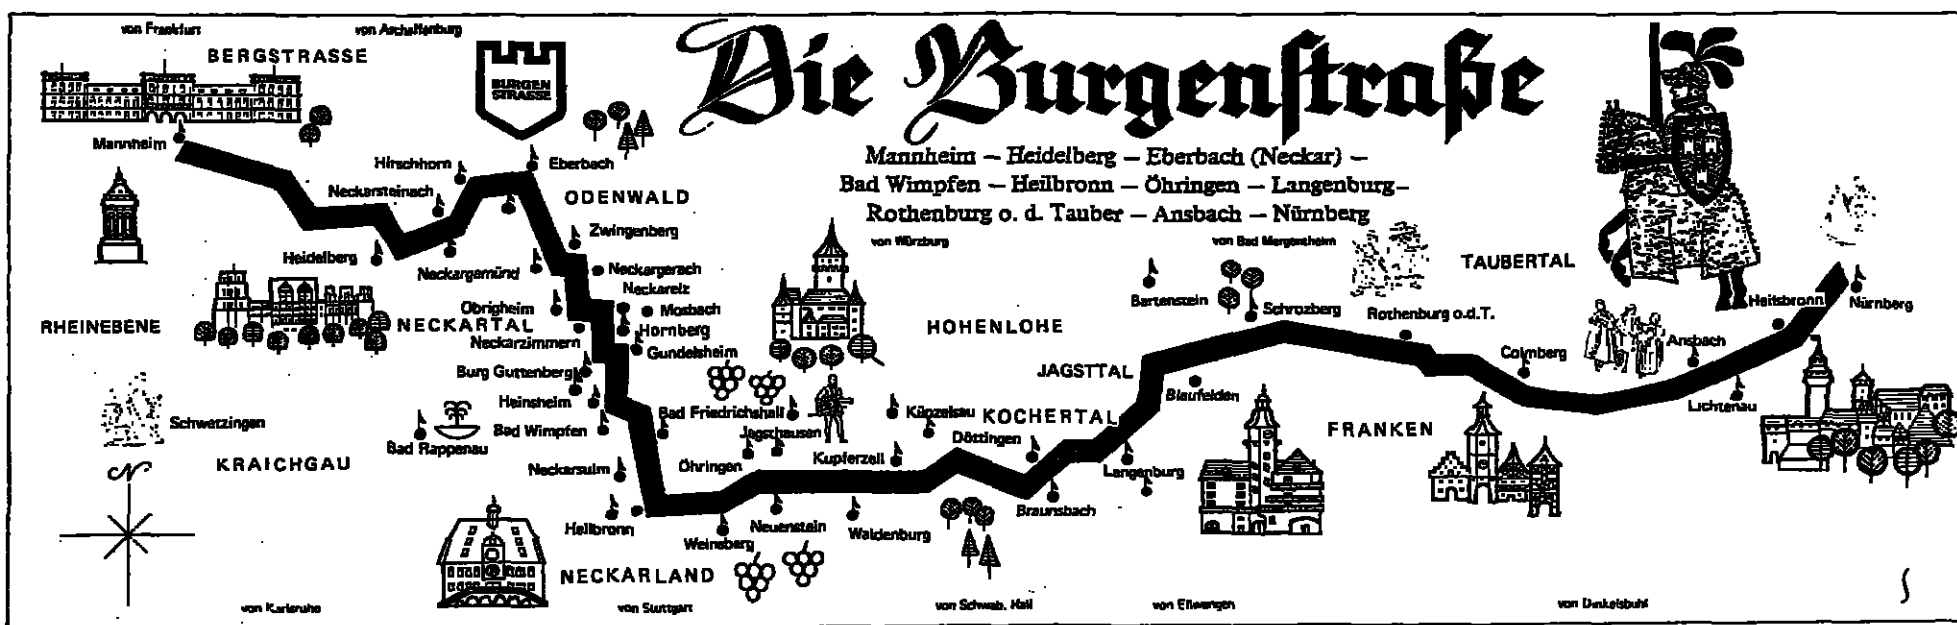 von Frankfurt
von Aschaffenburg
BERGSTRASSE
BURGEN
STRASSE
Die Burgenstraße
Mannheim – Heidelberg – Eberbach (Neckar) –
Bad Wimpfen – Heilbronn – Öhringen – Langenburg–
Rothenburg o. d. Tauber – Ansbach – Nürnberg
Mannheim
Hirschhorn
Eberbach
Neckarsteinach
ODENWALD
Zwingenberg
von Würzburg
von Bad Mergentheim
Heidelberg
Neckargemünd
Neckargerach
TAUBERTAL
Neckarelz
Obrigheim
Mosbach
Bartenstein
Schrozberg
Rothenburg o.d.T.
Heilsbronn
Nürnberg
RHEINEBENE
NECKARTAL
Hornberg
HOHENLOHE
Neckarzimmern
Gundelsheim
Colmberg
Ansbach
Burg Guttenberg
JAGSTTAL
Blaufelden
Heinsheim
Bad Friedrichshall
Künzelsau
KOCHERTAL
Lichtenau
Schwetzingen
Bad Wimpfen
Jagsthausen
Döttingen
FRANKEN
Bad Rappenau
KRAICHGAU
Neckarsulm
Öhringen
Kupferzell
Langenburg
Heilbronn
Weinsberg
Neuenstein
Waldenburg
Braunsbach
N
NECKARLAND
von Karlsruhe
von Stuttgart
von Schwäb. Hall
von Ellwangen
von Dinkelsbühl